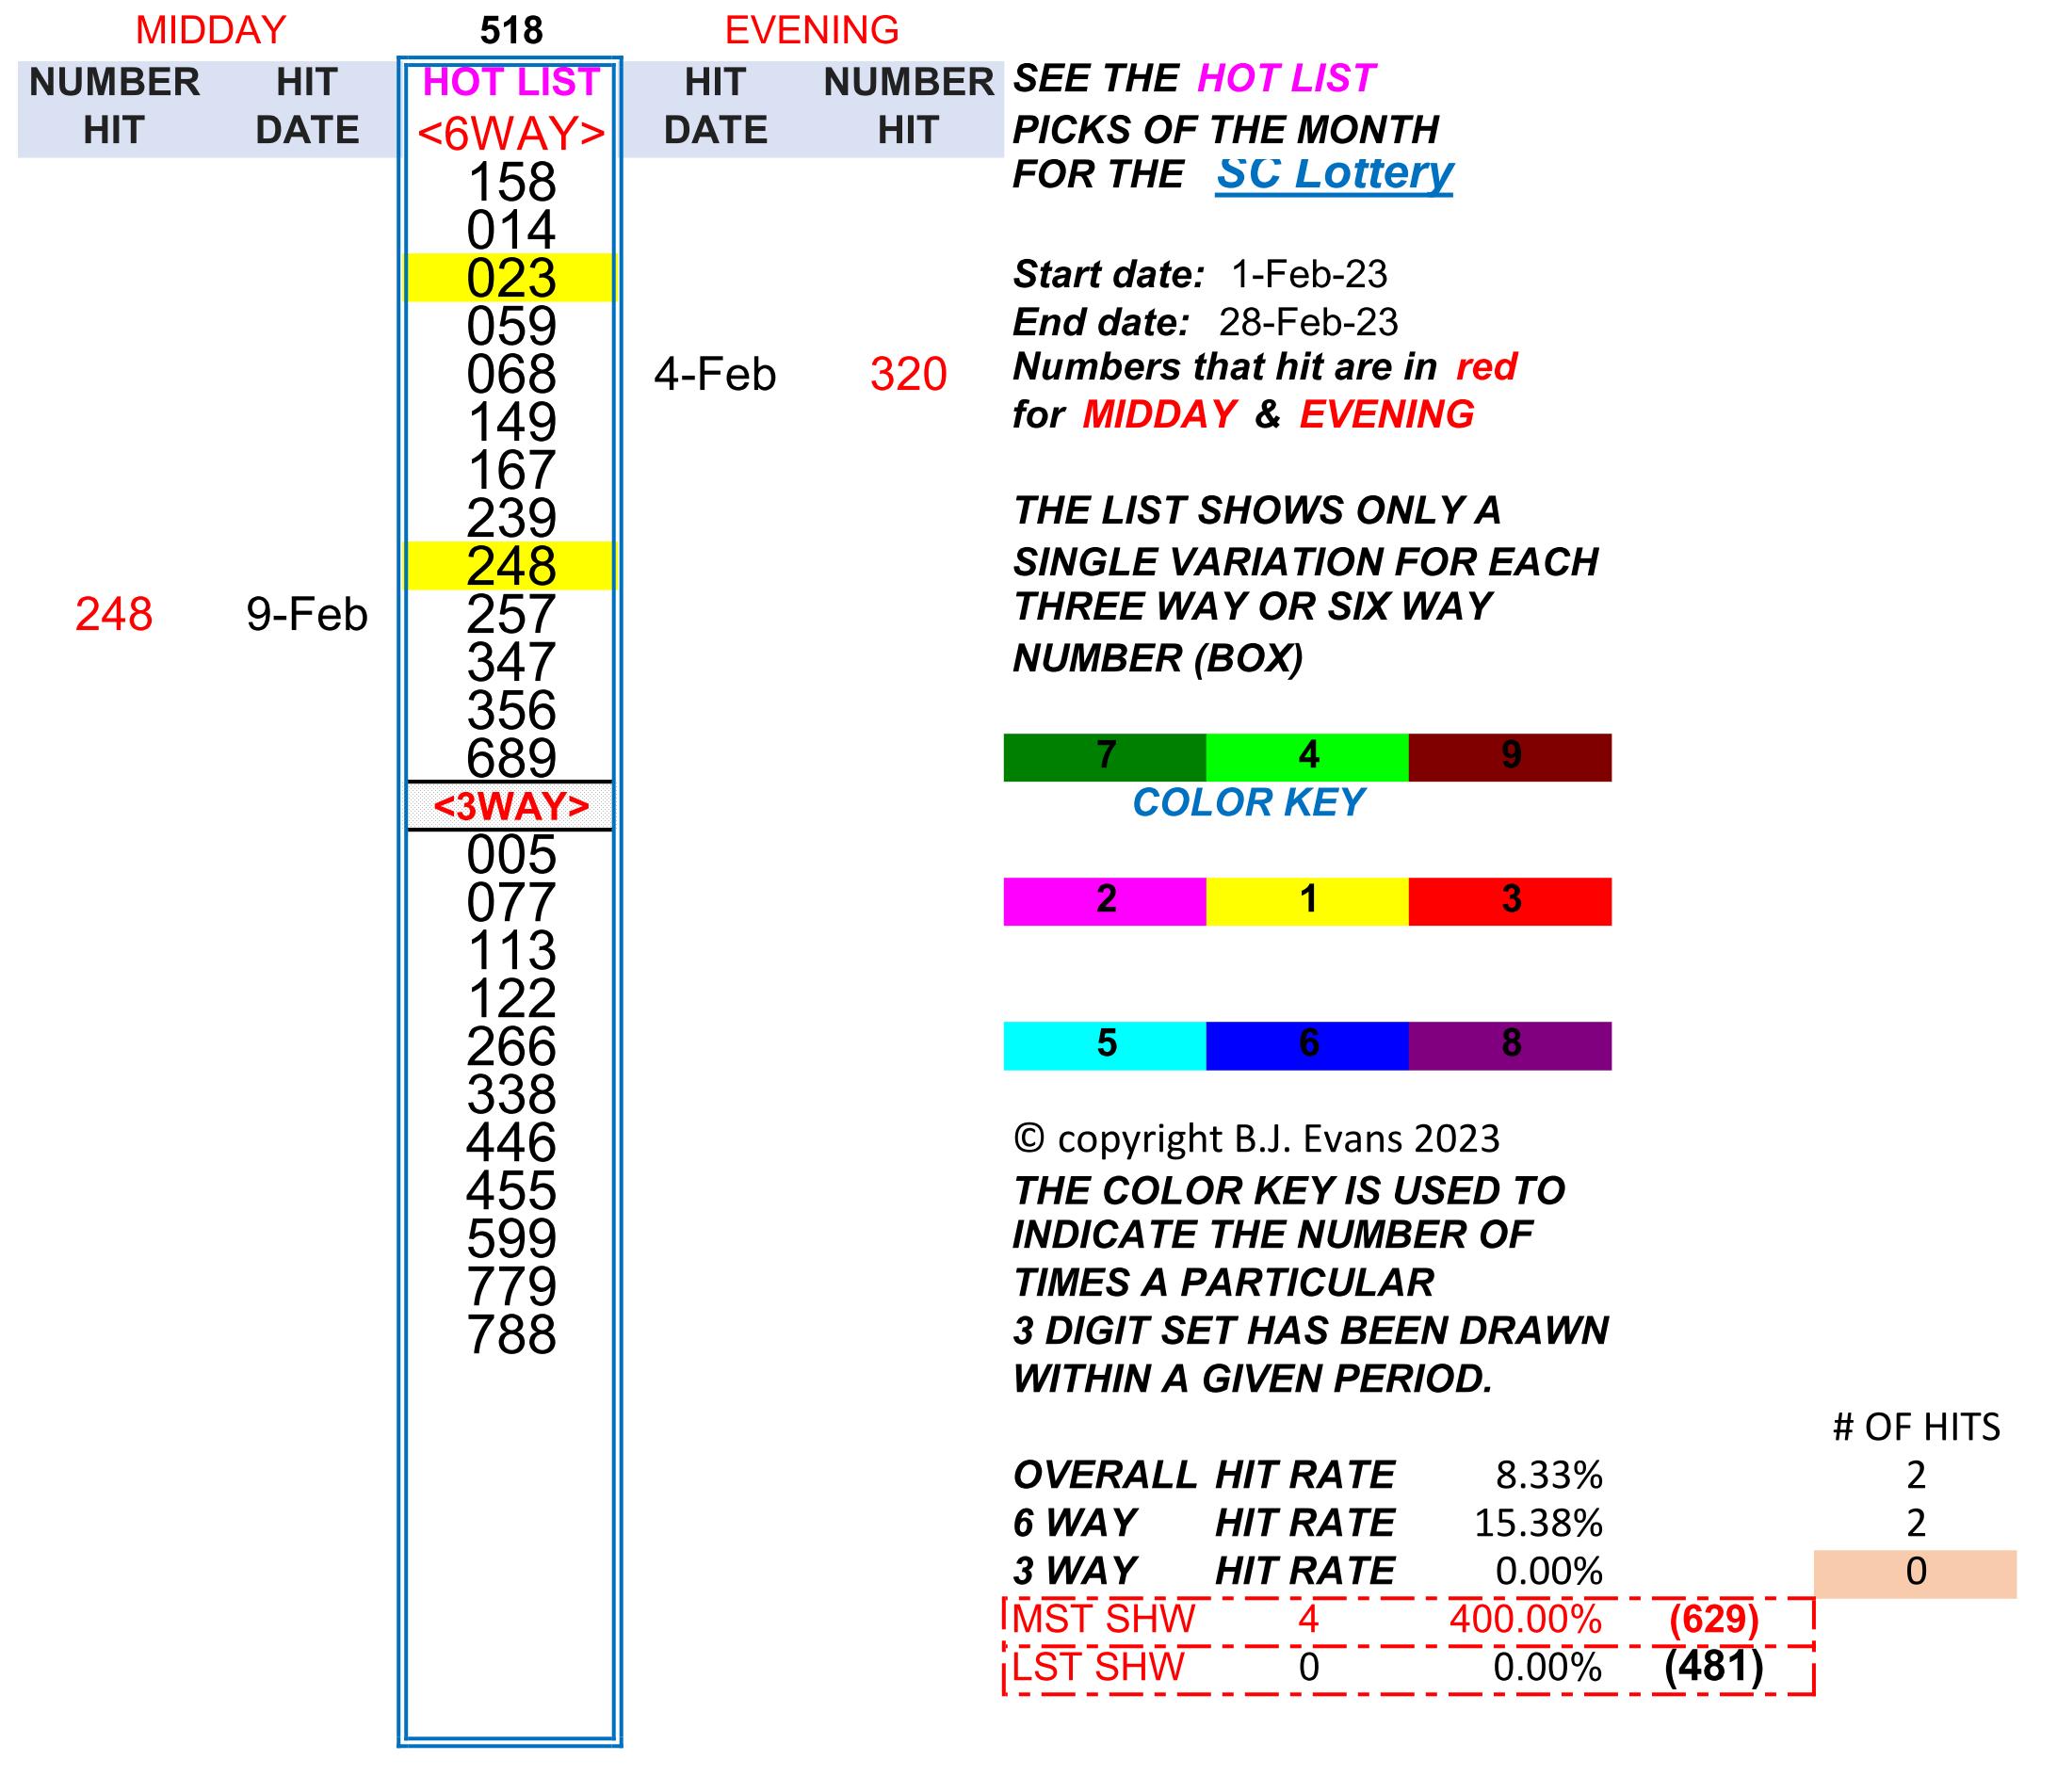 MIDDAY 518 EVENING
NUMBER HIT HOT LIST HIT NUMBER
HIT DATE <6WAY> DATE HIT
158
014
023
059
068 4-Feb 320
149
167
239
248
248 9-Feb 257
347
356
689
<3WAY>
005
077
113
122
266
338
446
455
599
779
788
SEE THE HOT LIST
PICKS OF THE MONTH
FOR THE SC Lottery
Start date: 1-Feb-23
End date: 28-Feb-23
Numbers that hit are in red
for MIDDAY & EVENING
THE LIST SHOWS ONLY A
SINGLE VARIATION FOR EACH
THREE WAY OR SIX WAY
NUMBER (BOX)
7 4 9
COLOR KEY
2 1 3
5 6 8
© copyright B.J. Evans 2023
THE COLOR KEY IS USED TO
INDICATE THE NUMBER OF
TIMES A PARTICULAR
3 DIGIT SET HAS BEEN DRAWN
WITHIN A GIVEN PERIOD.
# OF HITS
OVERALL HIT RATE 8.33% 2
6 WAY HIT RATE 15.38% 2
3 WAY HIT RATE 0.00% 0
MST SHW 4 400.00% (629)
LST SHW 0 0.00% (481)